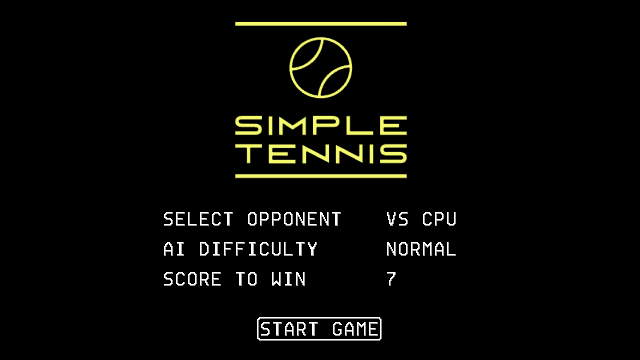 SIMPLE
TENNIS
SELECT OPPONENT VS CPU
AI DIFFICULTY NORMAL
SCORE TO WIN 7
START GAME